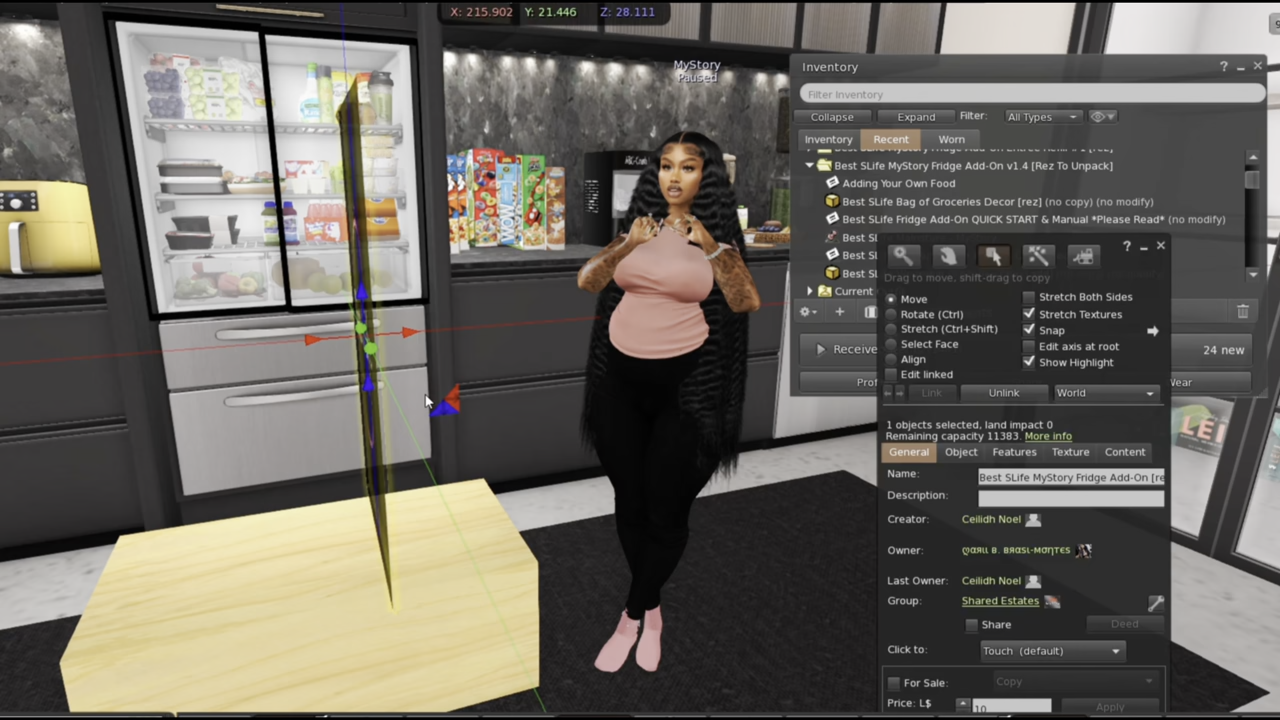 X: 215.902 Y: 21.446 Z: 28.111
MyStory
Paused
Inventory
Filter Inventory
Collapse Expand Filter: All Types
Inventory Recent Worn
Best SLife MyStory Fridge Add-On v1.4 [Rez To Unpack]
Adding Your Own Food
Best SLife Bag of Groceries Decor [rez] (no copy) (no modify)
Best SLife Fridge Add-On QUICK START & Manual *Please Read* (no modify)
Best Sl
Best SL
Best Sl
Current
Receive
24 new
Prof
Wear
Drag to move, shift-drag to copy
Move
Rotate (Ctrl)
Stretch (Ctrl+Shift)
Select Face
Align
Edit linked
Stretch Both Sides
Stretch Textures
Snap
Edit axis at root
Show Highlight
Link Unlink World
1 objects selected, land impact 0
Remaining capacity 11383. More info
General Object Features Texture Content
Name: Best SLife MyStory Fridge Add-On [re
Description:
Creator: Ceilidh Noel
Owner:
Last Owner: Ceilidh Noel
Group: Shared Estates
Share Deed
Click to: Touch (default)
For Sale: Copy
Price: L$ 10 Apply